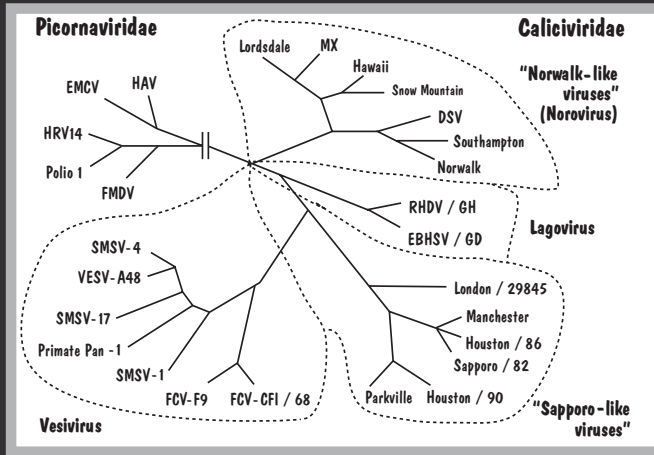 Picornaviridae
Caliciviridae
Lordsdale
MX
Hawaii
Snow Mountain
DSV
Southampton
Norwalk
"Norwalk-like
viruses"
(Norovirus)
EMCV
HAV
HRV14
Polio 1
FMDV
RHDV / GH
EBHSV / GD
Lagovirus
SMSV-4
VESV-A48
SMSV-17
Primate Pan -1
SMSV-1
FCV-F9
FCV-CFI / 68
Vesivirus
London / 29845
Manchester
Houston / 86
Sapporo / 82
Parkville
Houston / 90
"Sapporo-like
viruses"